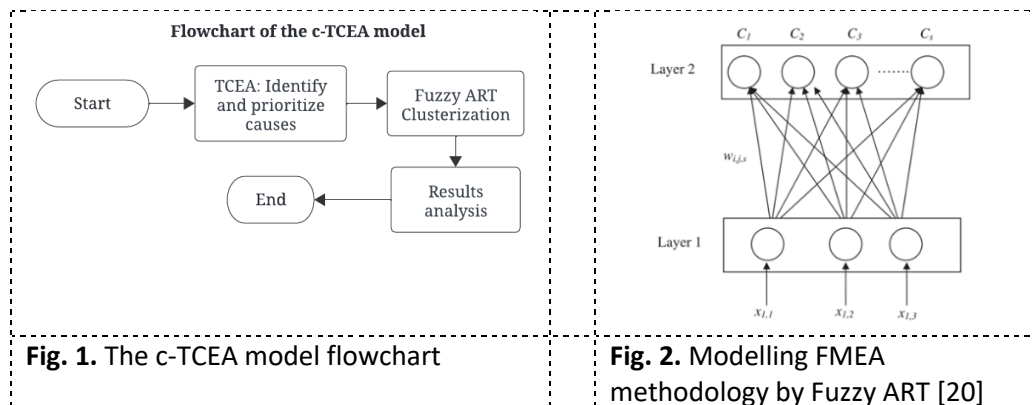 Flowchart of the c-TCEA model
Start
TCEA: Identify
and prioritize
causes
Fuzzy ART
Clusterization
Results
analysis
End
Fig. 1. The c-TCEA model flowchart
C1 C2 C3 Cs
Layer 2
wi,j,s
Layer 1
x1,1 x1,2 x1,3
Fig. 2. Modelling FMEA
methodology by Fuzzy ART [20]